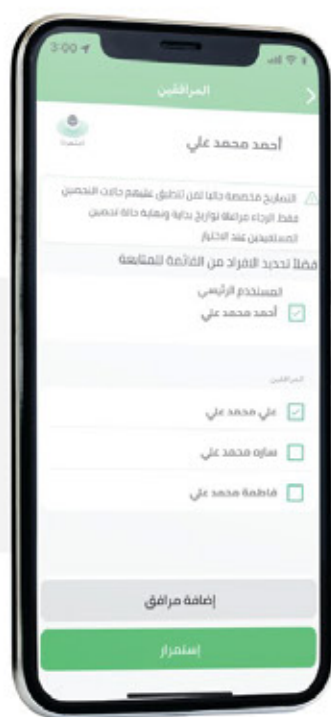 3:00
المرافقين
أحمد محمد علي
التصاريح مخصصة حاليا لمن تنطبق عليهم حالات التحصين
فقط الرجاء مراعاة تواريخ بداية ونهاية حالة تحصين
المستفيدين عند الاختيار
فضلا تحديد الافراد من القائمة للمتابعة
المستخدم الرئيسي
أحمد محمد علي
المرافقين
علي محمد علي
ساره محمد علي
فاطمة محمد علي
إضافة مرافق
إستمرار